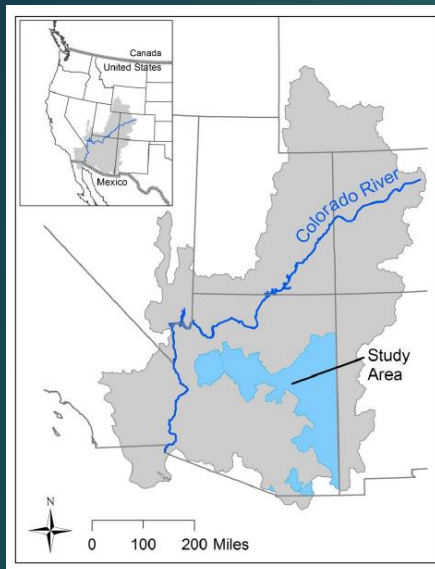 Canada
United States
Mexico
Colorado River
Study
Area
N
0 100 200 Miles